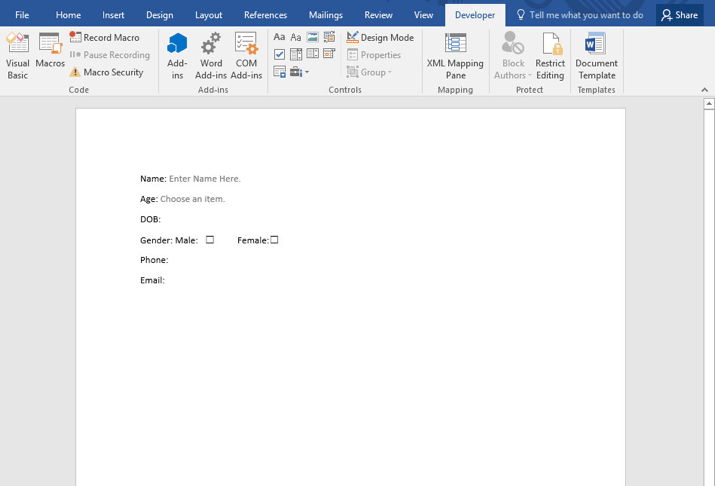 File Home Insert Design Layout References Mailings Review View Developer Tell me what you want to do Share
Visual Basic
Macros
Record Macro
Pause Recording
Macro Security
Code
Add-ins
Word Add-ins
COM Add-ins
Add-ins
Aa Aa
Design Mode
Properties
Group
Controls
XML Mapping Pane
Mapping
Block Authors
Restrict Editing
Protect
Document Template
Templates
Name: Enter Name Here.
Age: Choose an item.
DOB:
Gender: Male: ☐ Female:☐
Phone:
Email: